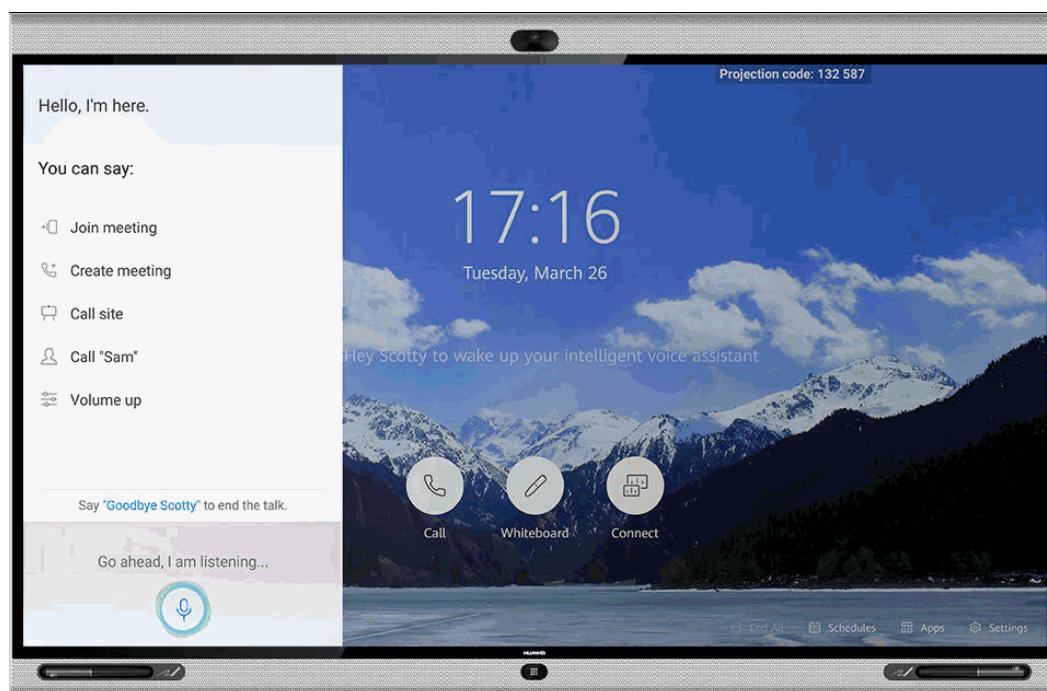 Projection code: 132 587
Hello, I'm here.
You can say:
Join meeting
Create meeting
Call site
Call "Sam"
Volume up
Say "Goodbye Scotty" to end the talk.
Go ahead, I am listening...
17:16
Tuesday, March 26
Hey Scotty to wake up your intelligent voice assistant
Call
Whiteboard
Connect
End All
Schedules
Apps
Settings
HUAWEI